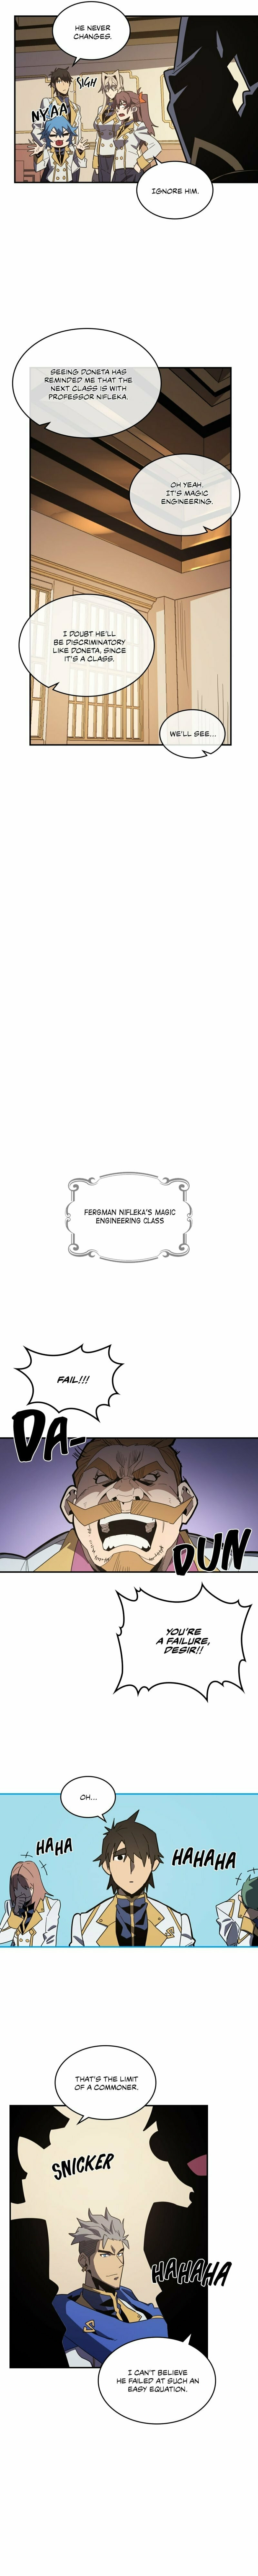 HE NEVER
CHANGES.
SIGH
NYAA
IGNORE HIM.
SEEING DONETA HAS
REMINDED ME THAT THE
NEXT CLASS IS WITH
PROFESSOR NIFLEKA.
OH YEAH.
IT'S MAGIC
ENGINEERING.
I DOUBT HE'LL
BE DISCRIMINATORY
LIKE DONETA, SINCE
IT'S A CLASS.
WE'LL SEE...
FERGMAN NIFLEKA'S MAGIC
ENGINEERING CLASS
FAIL!!!
DA-
DUN
YOU'RE
A FAILURE,
DESIR!!
OH...
HAHA
HAHAHA
THAT'S THE LIMIT
OF A COMMONER.
SNICKER
HAHAHA
I CAN'T BELIEVE
HE FAILED AT SUCH AN
EASY EQUATION.